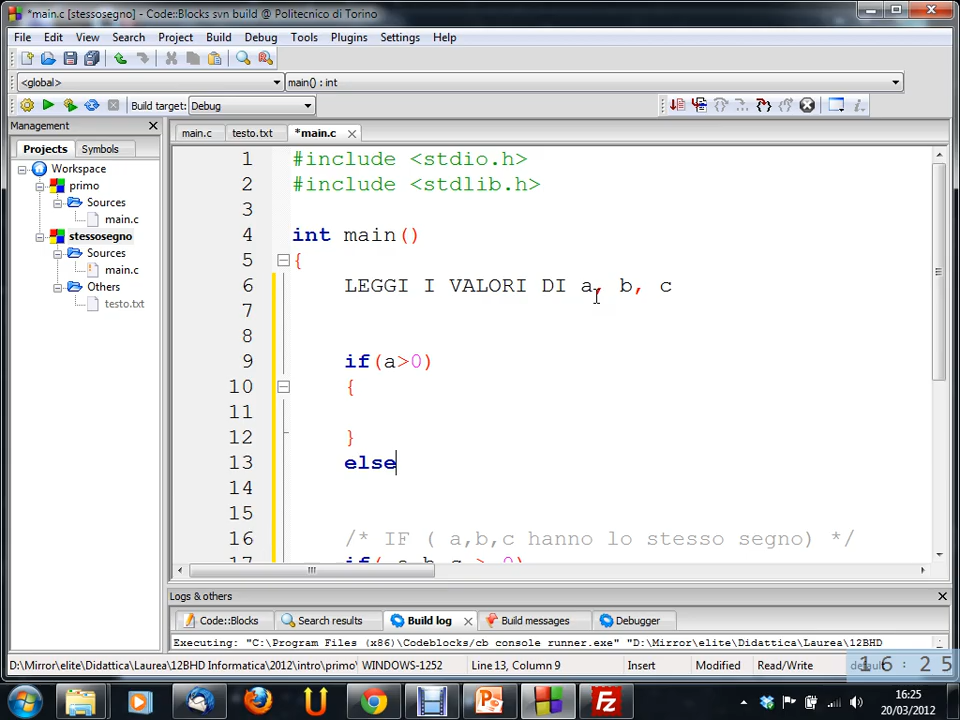 *main.c [stessosegno] - Code::Blocks svn build @ Politecnico di Torino
File Edit View Search Project Build Debug Tools Plugins Settings Help
<global> main() : int
Build target: Debug
Management
Projects Symbols
Workspace
primo
Sources
main.c
stessosegno
Sources
main.c
Others
testo.txt
main.c testo.txt *main.c
1 #include <stdio.h>
2 #include <stdlib.h>
3
4 int main()
5 {
6 LEGGI I VALORI DI a, b, c
7
8
9 if(a>0)
10 {
11
12 }
13 else
14
15
16 /* IF ( a,b,c hanno lo stesso segno) */
Logs & others
Code::Blocks Search results Build log Build messages Debugger
Executing: "C:\Program Files (x86)\Codeblocks/cb_console_runner.exe" "D:\Mirror\elite\Didattica\Laurea\12BHD
D:\Mirror\elite\Didattica\Laurea\12BHD Informatica\2012\intro\primo\ WINDOWS-1252 Line 13, Column 9 Insert Modified Read/Write
16:25
16:25
20/03/2012